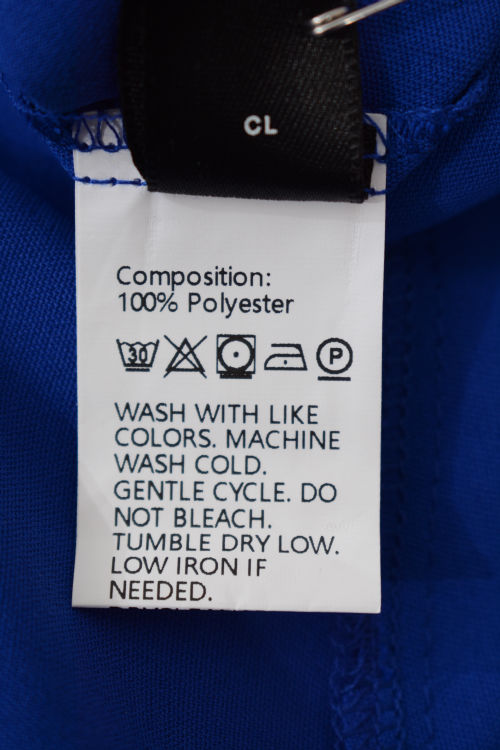 CL
Composition:
100% Polyester
30 P
WASH WITH LIKE
COLORS. MACHINE
WASH COLD.
GENTLE CYCLE. DO
NOT BLEACH.
TUMBLE DRY LOW.
LOW IRON IF
NEEDED.